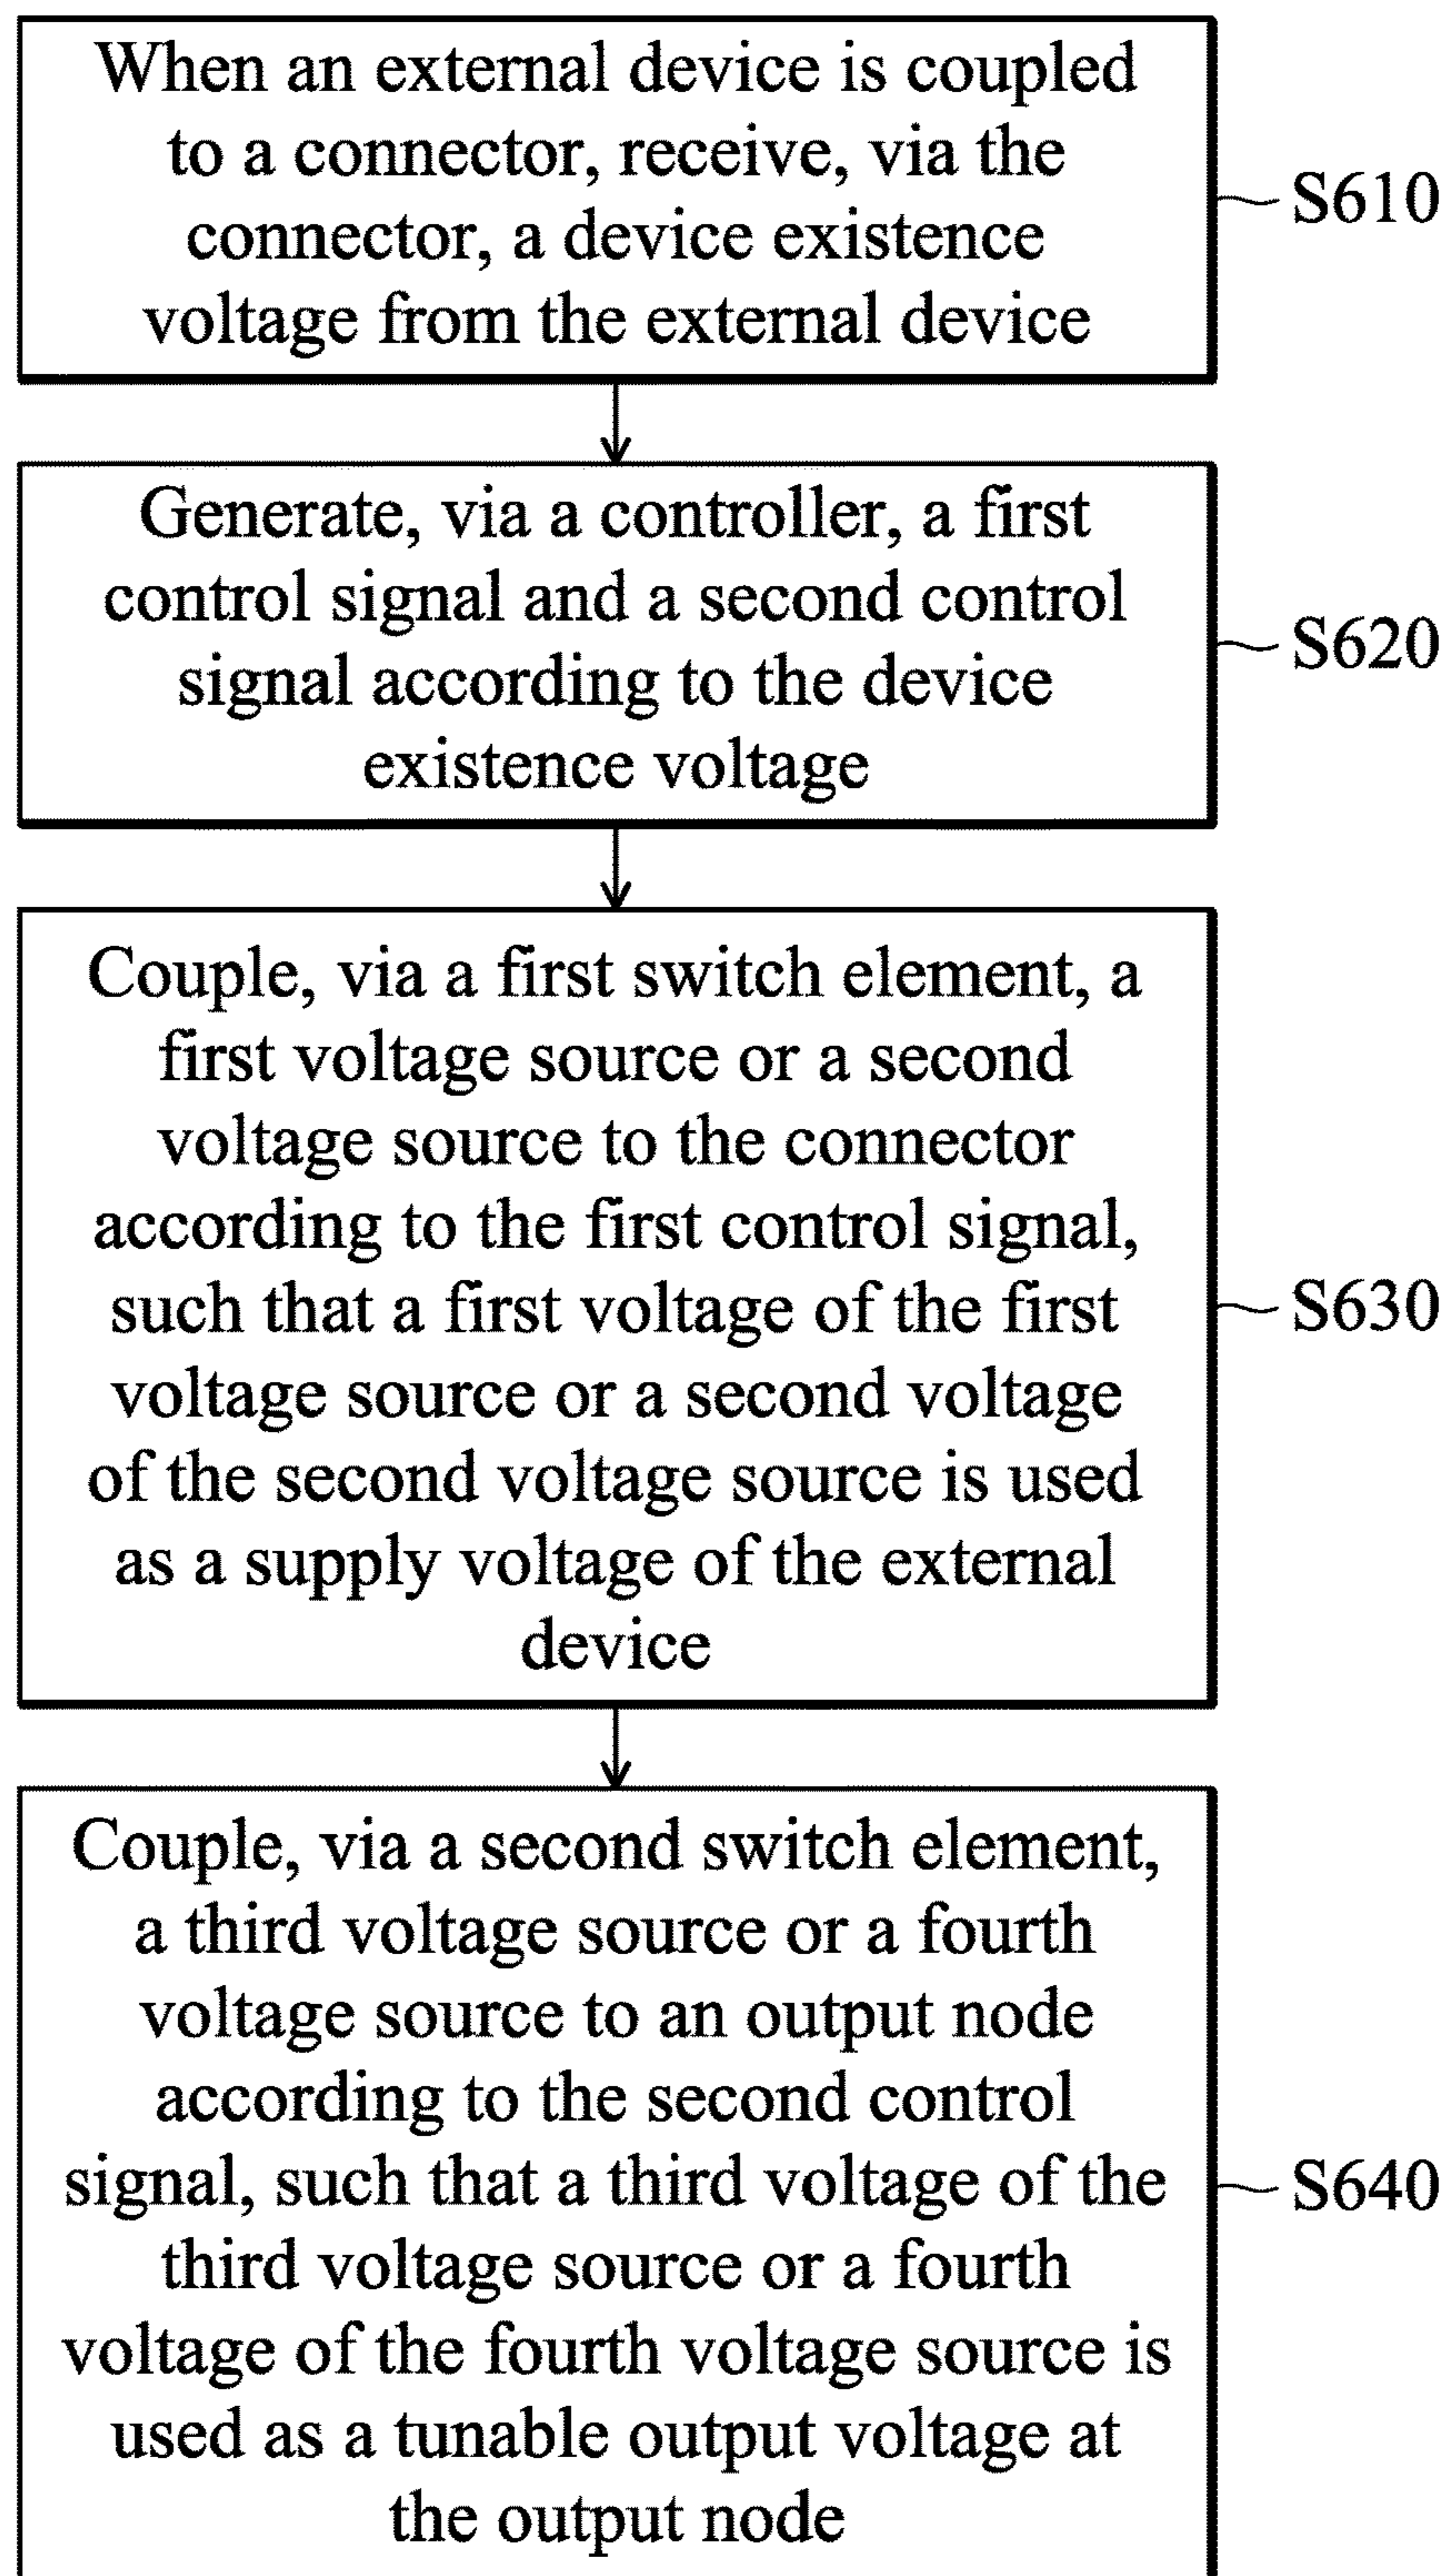 When an external device is coupled
to a connector, receive, via the
connector, a device existence
voltage from the external device
S610
Generate, via a controller, a first
control signal and a second control
signal according to the device
existence voltage
S620
Couple, via a first switch element, a
first voltage source or a second
voltage source to the connector
according to the first control signal,
such that a first voltage of the first
voltage source or a second voltage
of the second voltage source is used
as a supply voltage of the external
device
S630
Couple, via a second switch element,
a third voltage source or a fourth
voltage source to an output node
according to the second control
signal, such that a third voltage of the
third voltage source or a fourth
voltage of the fourth voltage source is
used as a tunable output voltage at
the output node
S640